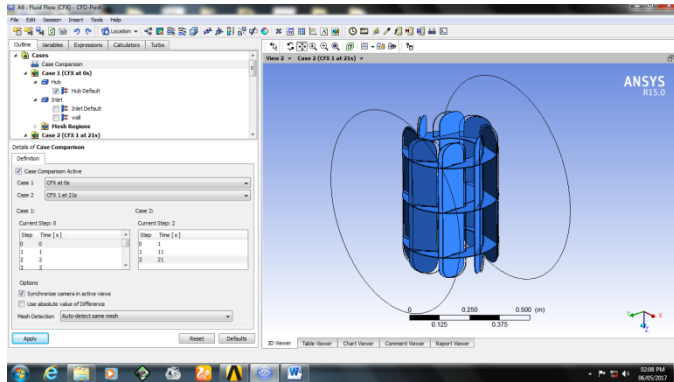 A6 : Fluid Flow (CFX) - CFD-Post
File Edit Session Insert Tools Help
Location
Outline Variables Expressions Calculators Turbo
Cases
Case Comparison
Case 1 (CFX at 0s)
Hub
Hub Default
Inlet
Inlet Default
wall
Mesh Regions
Case 2 (CFX 1 at 21s)
Details of Case Comparison
Definition
Case Comparison Active
Case 1 CFX at 0s
Case 2 CFX 1 at 21s
Case 1: Case 2:
Current Step: 0 Current Step: 2
Step Time [s] Step Time [s]
0 0 0 1
1 1 1 11
2 2 2 21
3 3
Options
Synchronize camera in active views
Use absolute value of Difference
Mesh Detection Auto-detect same mesh
Apply Reset Defaults
View 2 Case 2 (CFX 1 at 21s)
ANSYS
R15.0
0 0.250 0.500 (m)
0.125 0.375
Y X
Z
3D Viewer Table Viewer Chart Viewer Comment Viewer Report Viewer
02:08 PM
06/05/2017